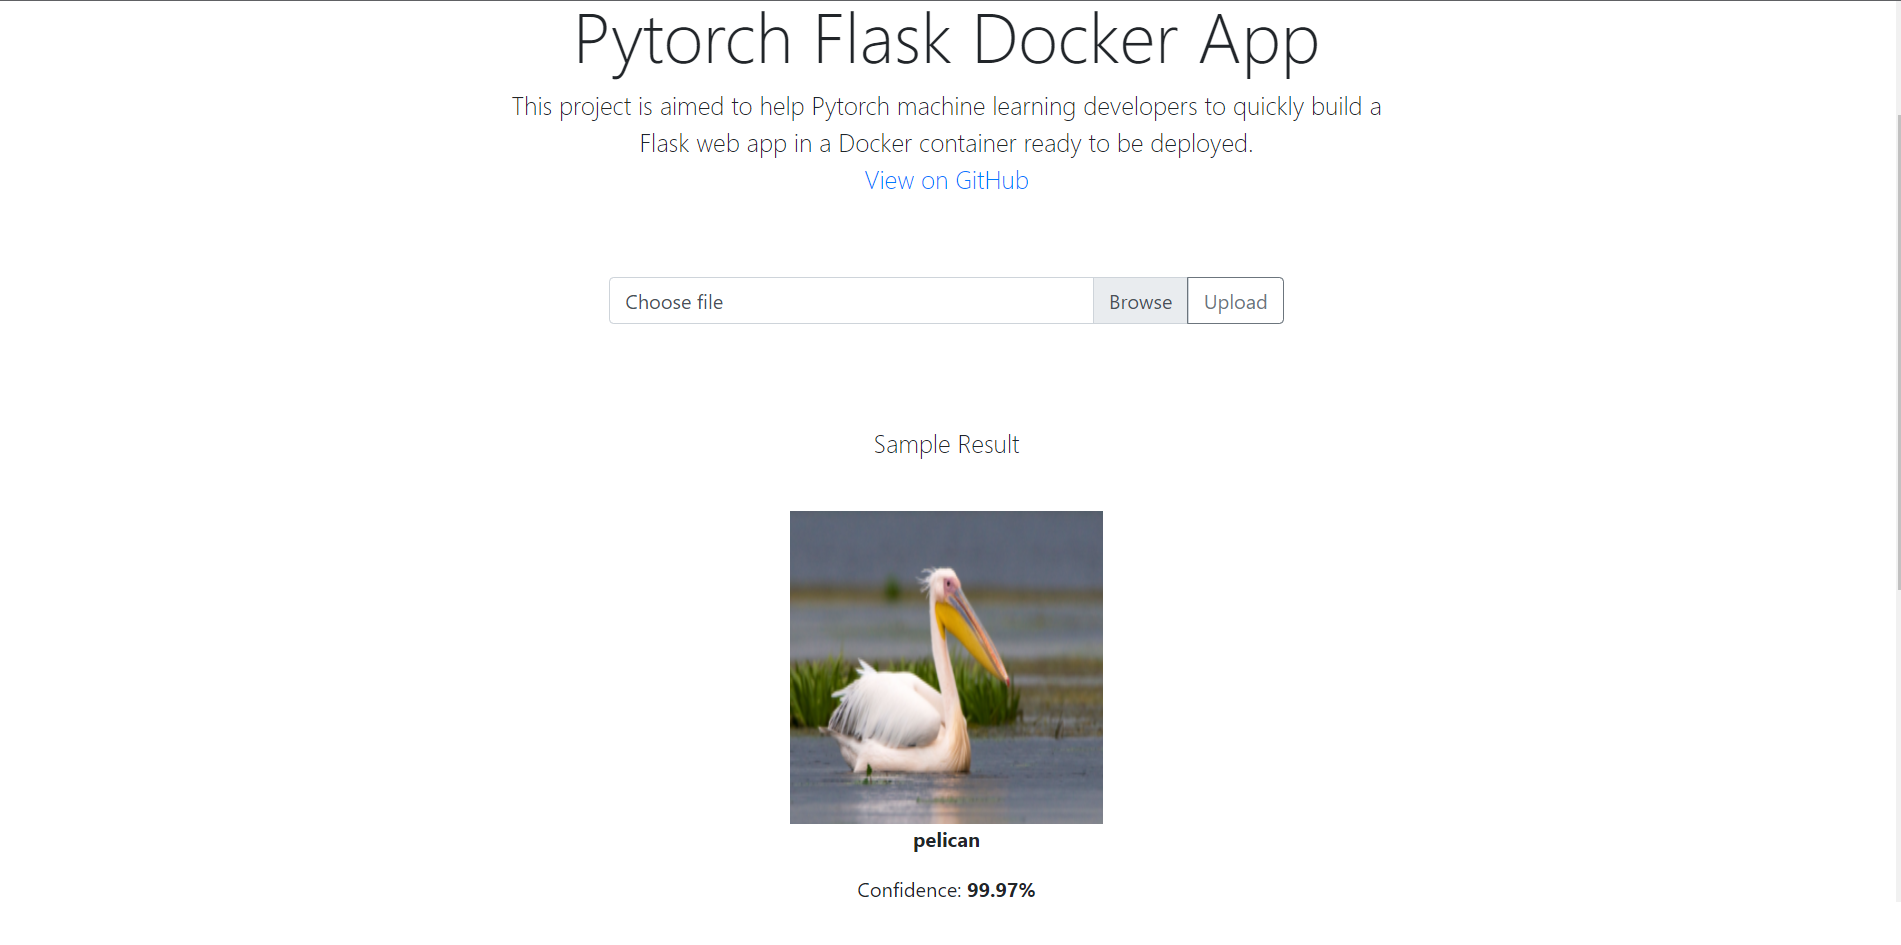 Pytorch Flask Docker App
This project is aimed to help Pytorch machine learning developers to quickly build a
Flask web app in a Docker container ready to be deployed.
View on GitHub
Choose file Browse Upload
Sample Result
pelican
Confidence: 99.97%